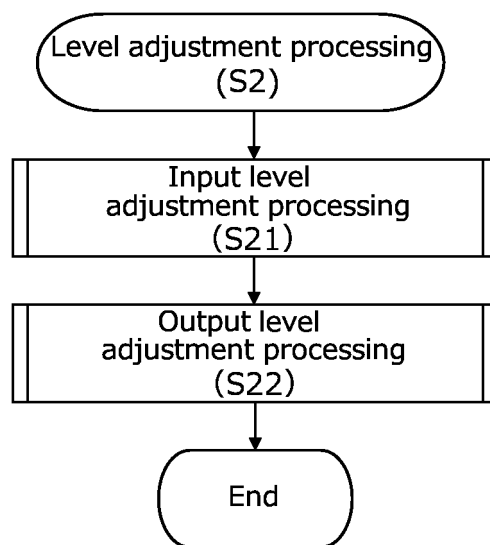 Level adjustment processing
(S2)
Input level
adjustment processing
(S21)
Output level
adjustment processing
(S22)
End